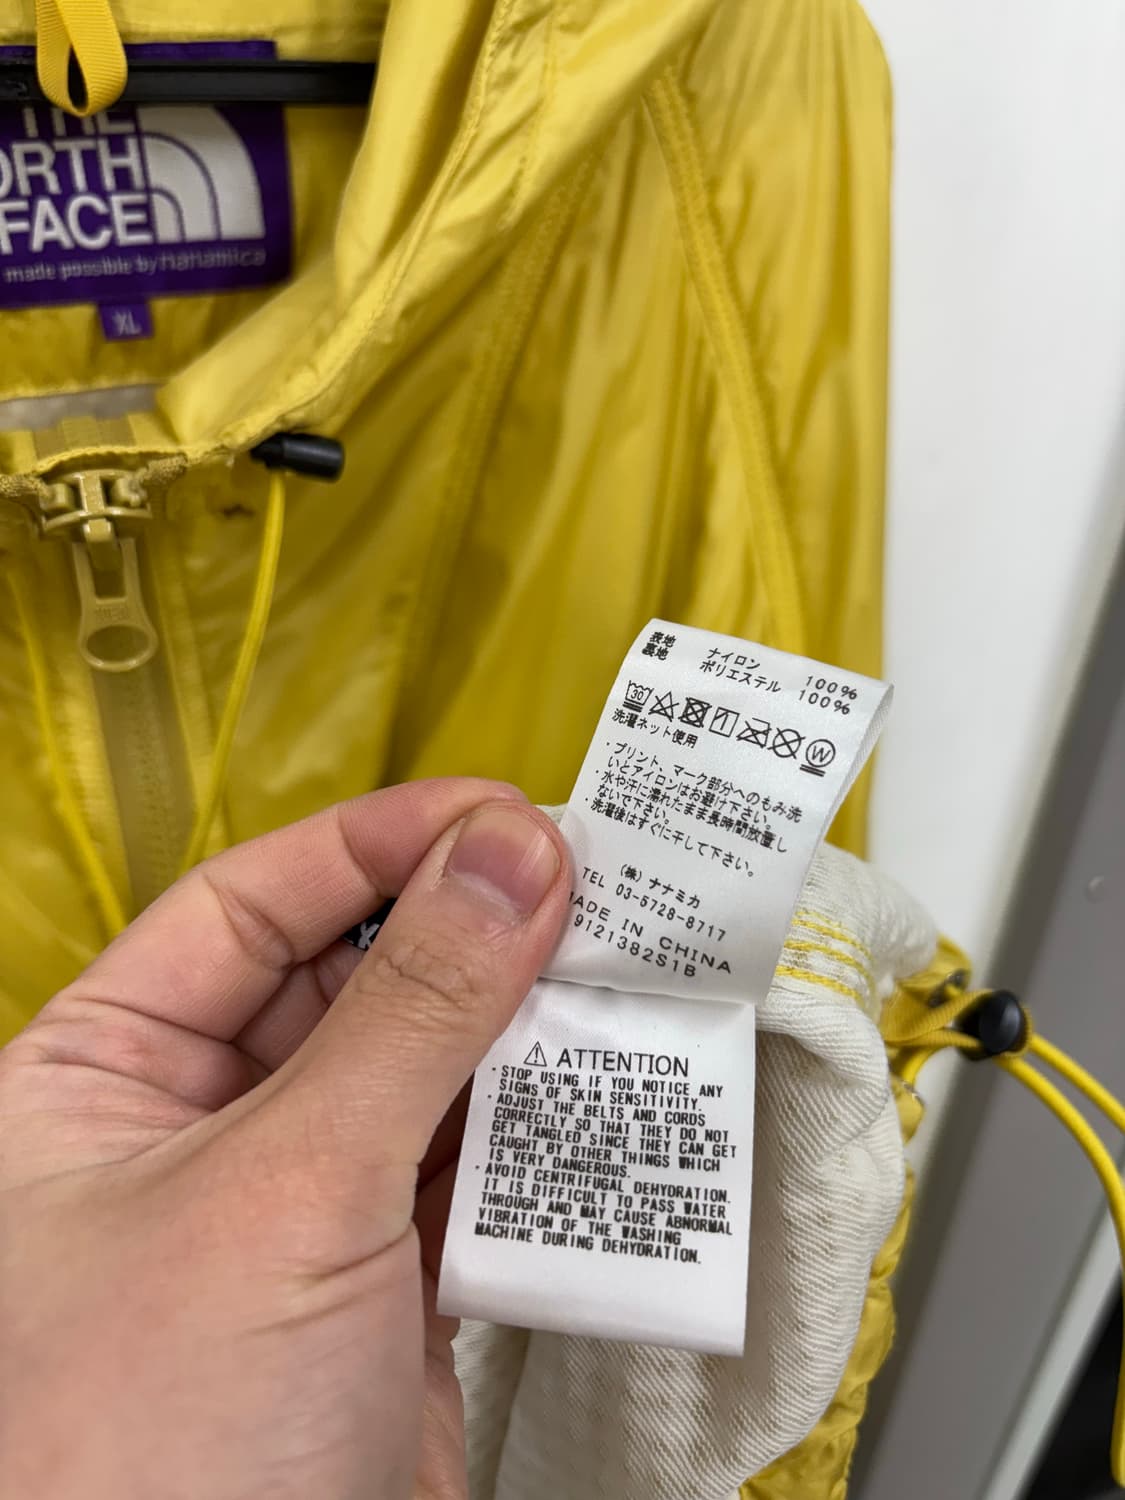 THE
ORTH
FACE
made possible by nanamica
XL
表地 ナイロン 100%
裏地 ポリエステル 100%
30
W
洗濯ネット使用
・プリント、マーク部分へのもみ洗
いとアイロンはお避け下さい。
・水や汗に濡れたまま長時間放置し
ないで下さい。
・洗濯後はすぐに干して下さい。
(株) ナナミカ
TEL 03-5728-8717
MADE IN CHINA
9121382S1B
⚠ ATTENTION
・STOP USING IF YOU NOTICE ANY
SIGNS OF SKIN SENSITIVITY.
・ADJUST THE BELTS AND CORDS
CORRECTLY SO THAT THEY DO NOT
GET TANGLED SINCE THEY CAN GET
CAUGHT BY OTHER THINGS WHICH
IS VERY DANGEROUS.
・AVOID CENTRIFUGAL DEHYDRATION.
IT IS DIFFICULT TO PASS WATER
THROUGH AND MAY CAUSE ABNORMAL
VIBRATION OF THE WASHING
MACHINE DURING DEHYDRATION.